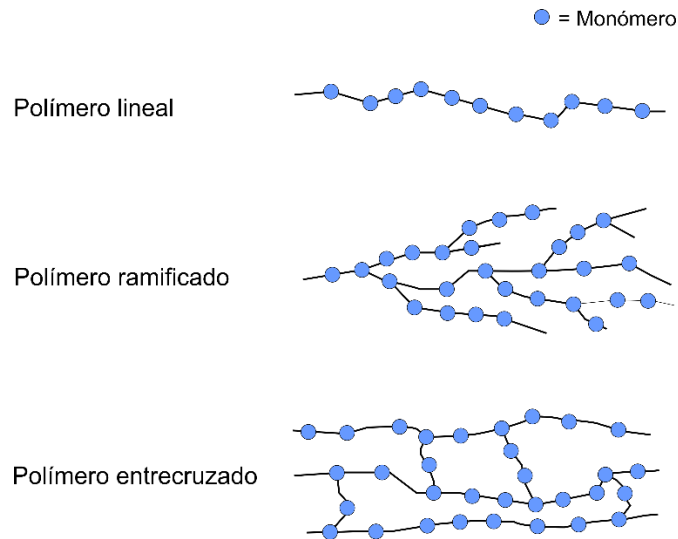 = Monómero
Polímero lineal
Polímero ramificado
Polímero entrecruzado